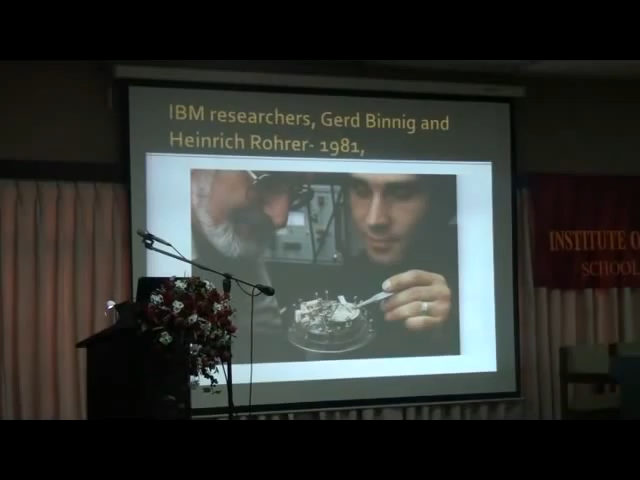 IBM researchers, Gerd Binnig and
Heinrich Rohrer- 1981,
INSTITUTE O
SCHOOL